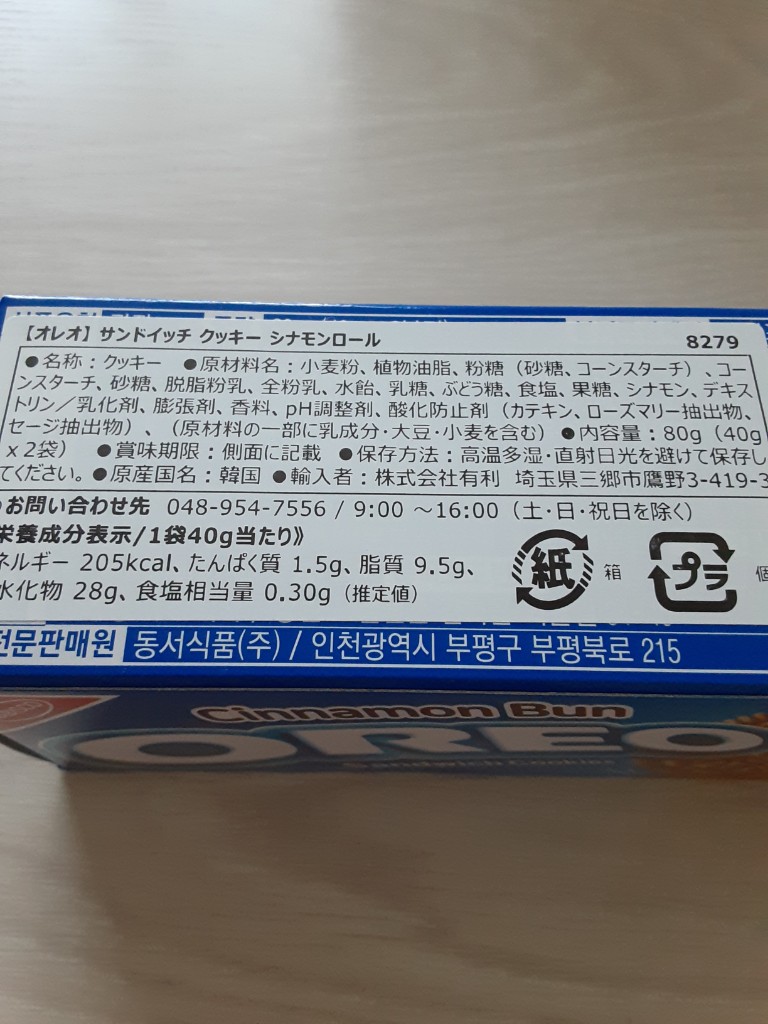 【オレオ】サンドイッチ クッキー シナモンロール 8279
●名称：クッキー ●原材料名：小麦粉、植物油脂、粉糖（砂糖、コーンスターチ）、コー
ンスターチ、砂糖、脱脂粉乳、全粉乳、水飴、乳糖、ぶどう糖、食塩、果糖、シナモン、デキス
トリン／乳化剤、膨張剤、香料、pH調整剤、酸化防止剤（カテキン、ローズマリー抽出物、
セージ抽出物）、（原材料の一部に乳成分・大豆・小麦を含む）●内容量：80g（40g
x 2袋） ●賞味期限：側面に記載 ●保存方法：高温多湿・直射日光を避けて保存し
てください。●原産国名：韓国 ●輸入者：株式会社有利 埼玉県三郷市鷹野3-419-3
お問い合わせ先 048-954-7556 / 9:00 ～16:00（土・日・祝日を除く）
栄養成分表示/1袋40g当たり》
ネルギー 205kcal、たんぱく質 1.5g、脂質 9.5g、
水化物 28g、食塩相当量 0.30g（推定値）
紙 箱 プラ 個
전문판매원 동서식품(주) / 인천광역시 부평구 부평북로 215
Cinnamon Bun
OREO
Sandwich Cookies